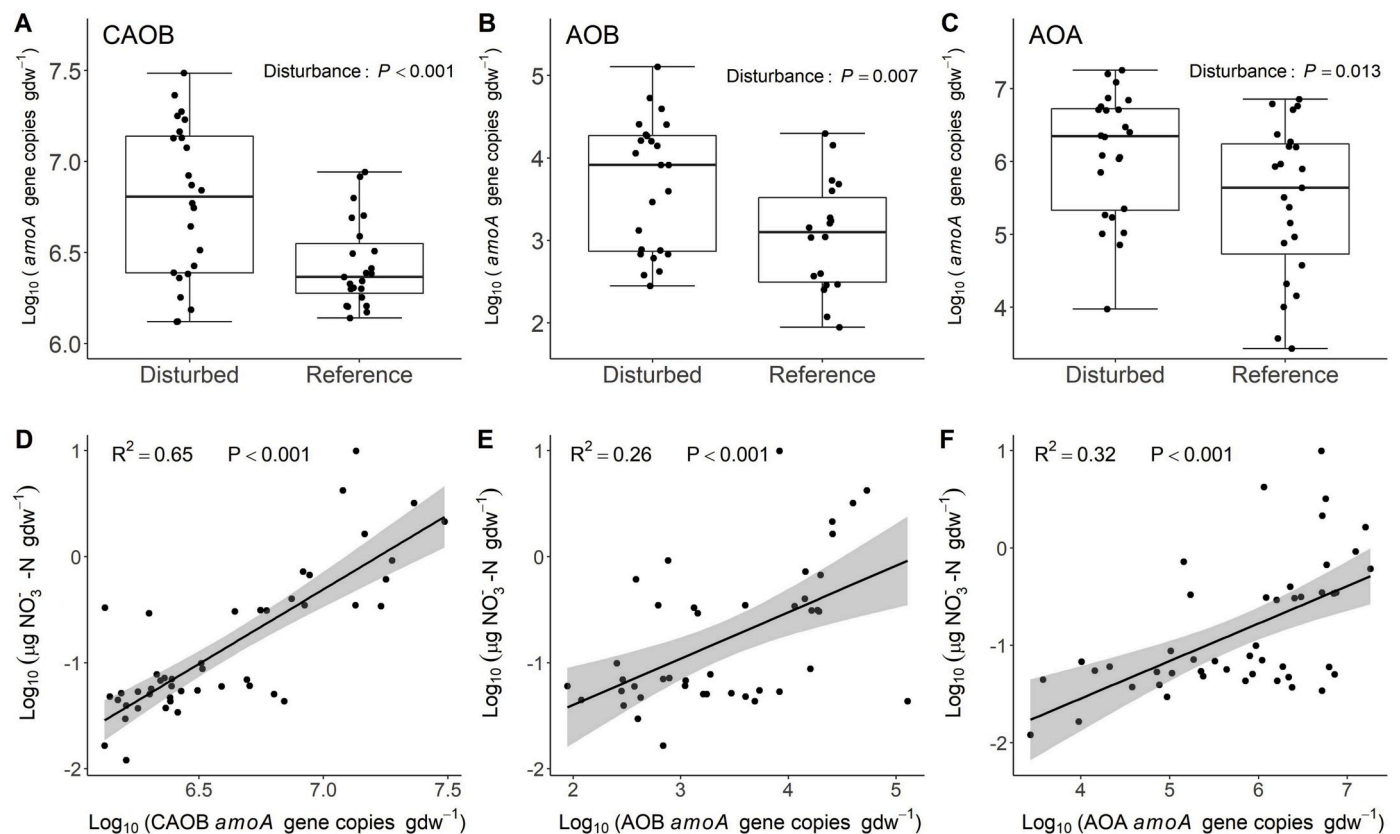 A
CAOB
Disturbance : P < 0.001
Log10 ( amoA gene copies gdw−1)
7.5
7.0
6.5
6.0
Disturbed Reference
B
AOB
Disturbance : P = 0.007
Log10 ( amoA gene copies gdw−1)
5
4
3
2
Disturbed Reference
C
AOA
Disturbance : P = 0.013
Log10 ( amoA gene copies gdw−1)
7
6
5
4
Disturbed Reference
D
R2 = 0.65 P < 0.001
Log10 (μg NO3- -N gdw−1)
1
0
-1
-2
6.5 7.0 7.5
Log10 (CAOB amoA gene copies gdw−1)
E
R2 = 0.26 P < 0.001
Log10 (μg NO3- -N gdw−1)
1
0
-1
-2
2 3 4 5
Log10 (AOB amoA gene copies gdw−1)
F
R2 = 0.32 P < 0.001
Log10 (μg NO3- -N gdw−1)
1
0
-1
-2
4 5 6 7
Log10 (AOA amoA gene copies gdw−1)